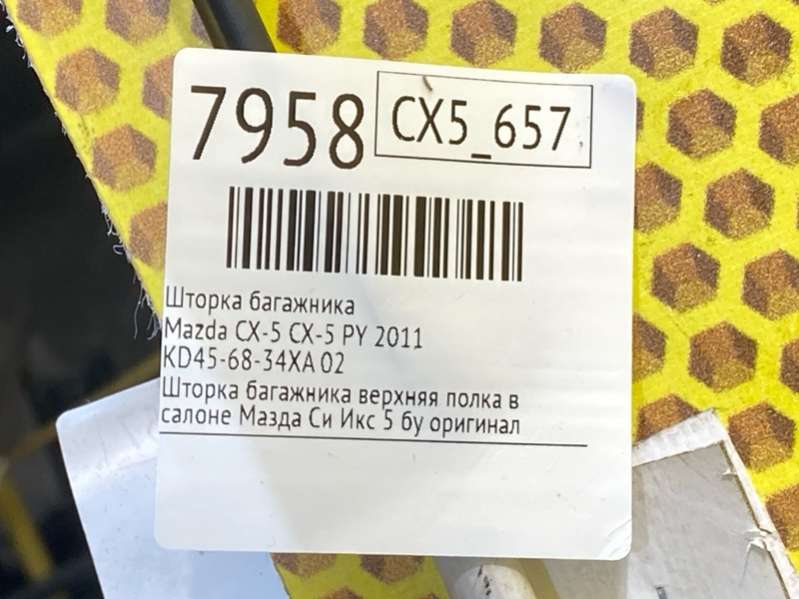 7958
CX5_657
Шторка багажника
Mazda CX-5 CX-5 PY 2011
KD45-68-34XA 02
Шторка багажника верхняя полка в
салоне Мазда Си Икс 5 бу оригинал